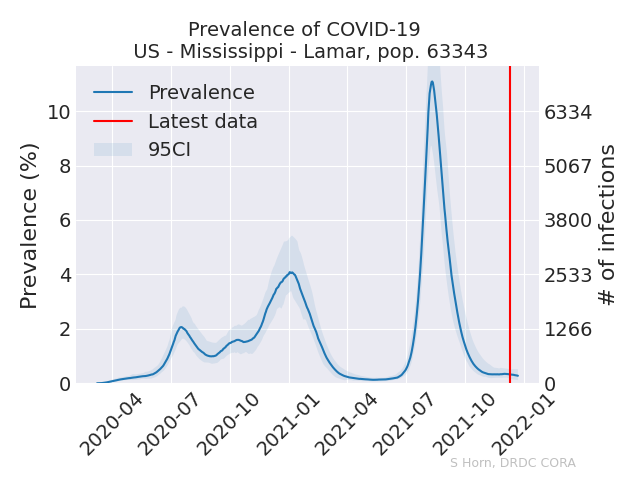 Prevalence of COVID-19
US - Mississippi - Lamar, pop. 63343
Prevalence
Latest data
95CI
Prevalence (%)
10
8
6
4
2
0
# of infections
6334
5067
3800
2533
1266
0
2020-04
2020-07
2020-10
2021-01
2021-04
2021-07
2021-10
2022-01
S Horn, DRDC CORA